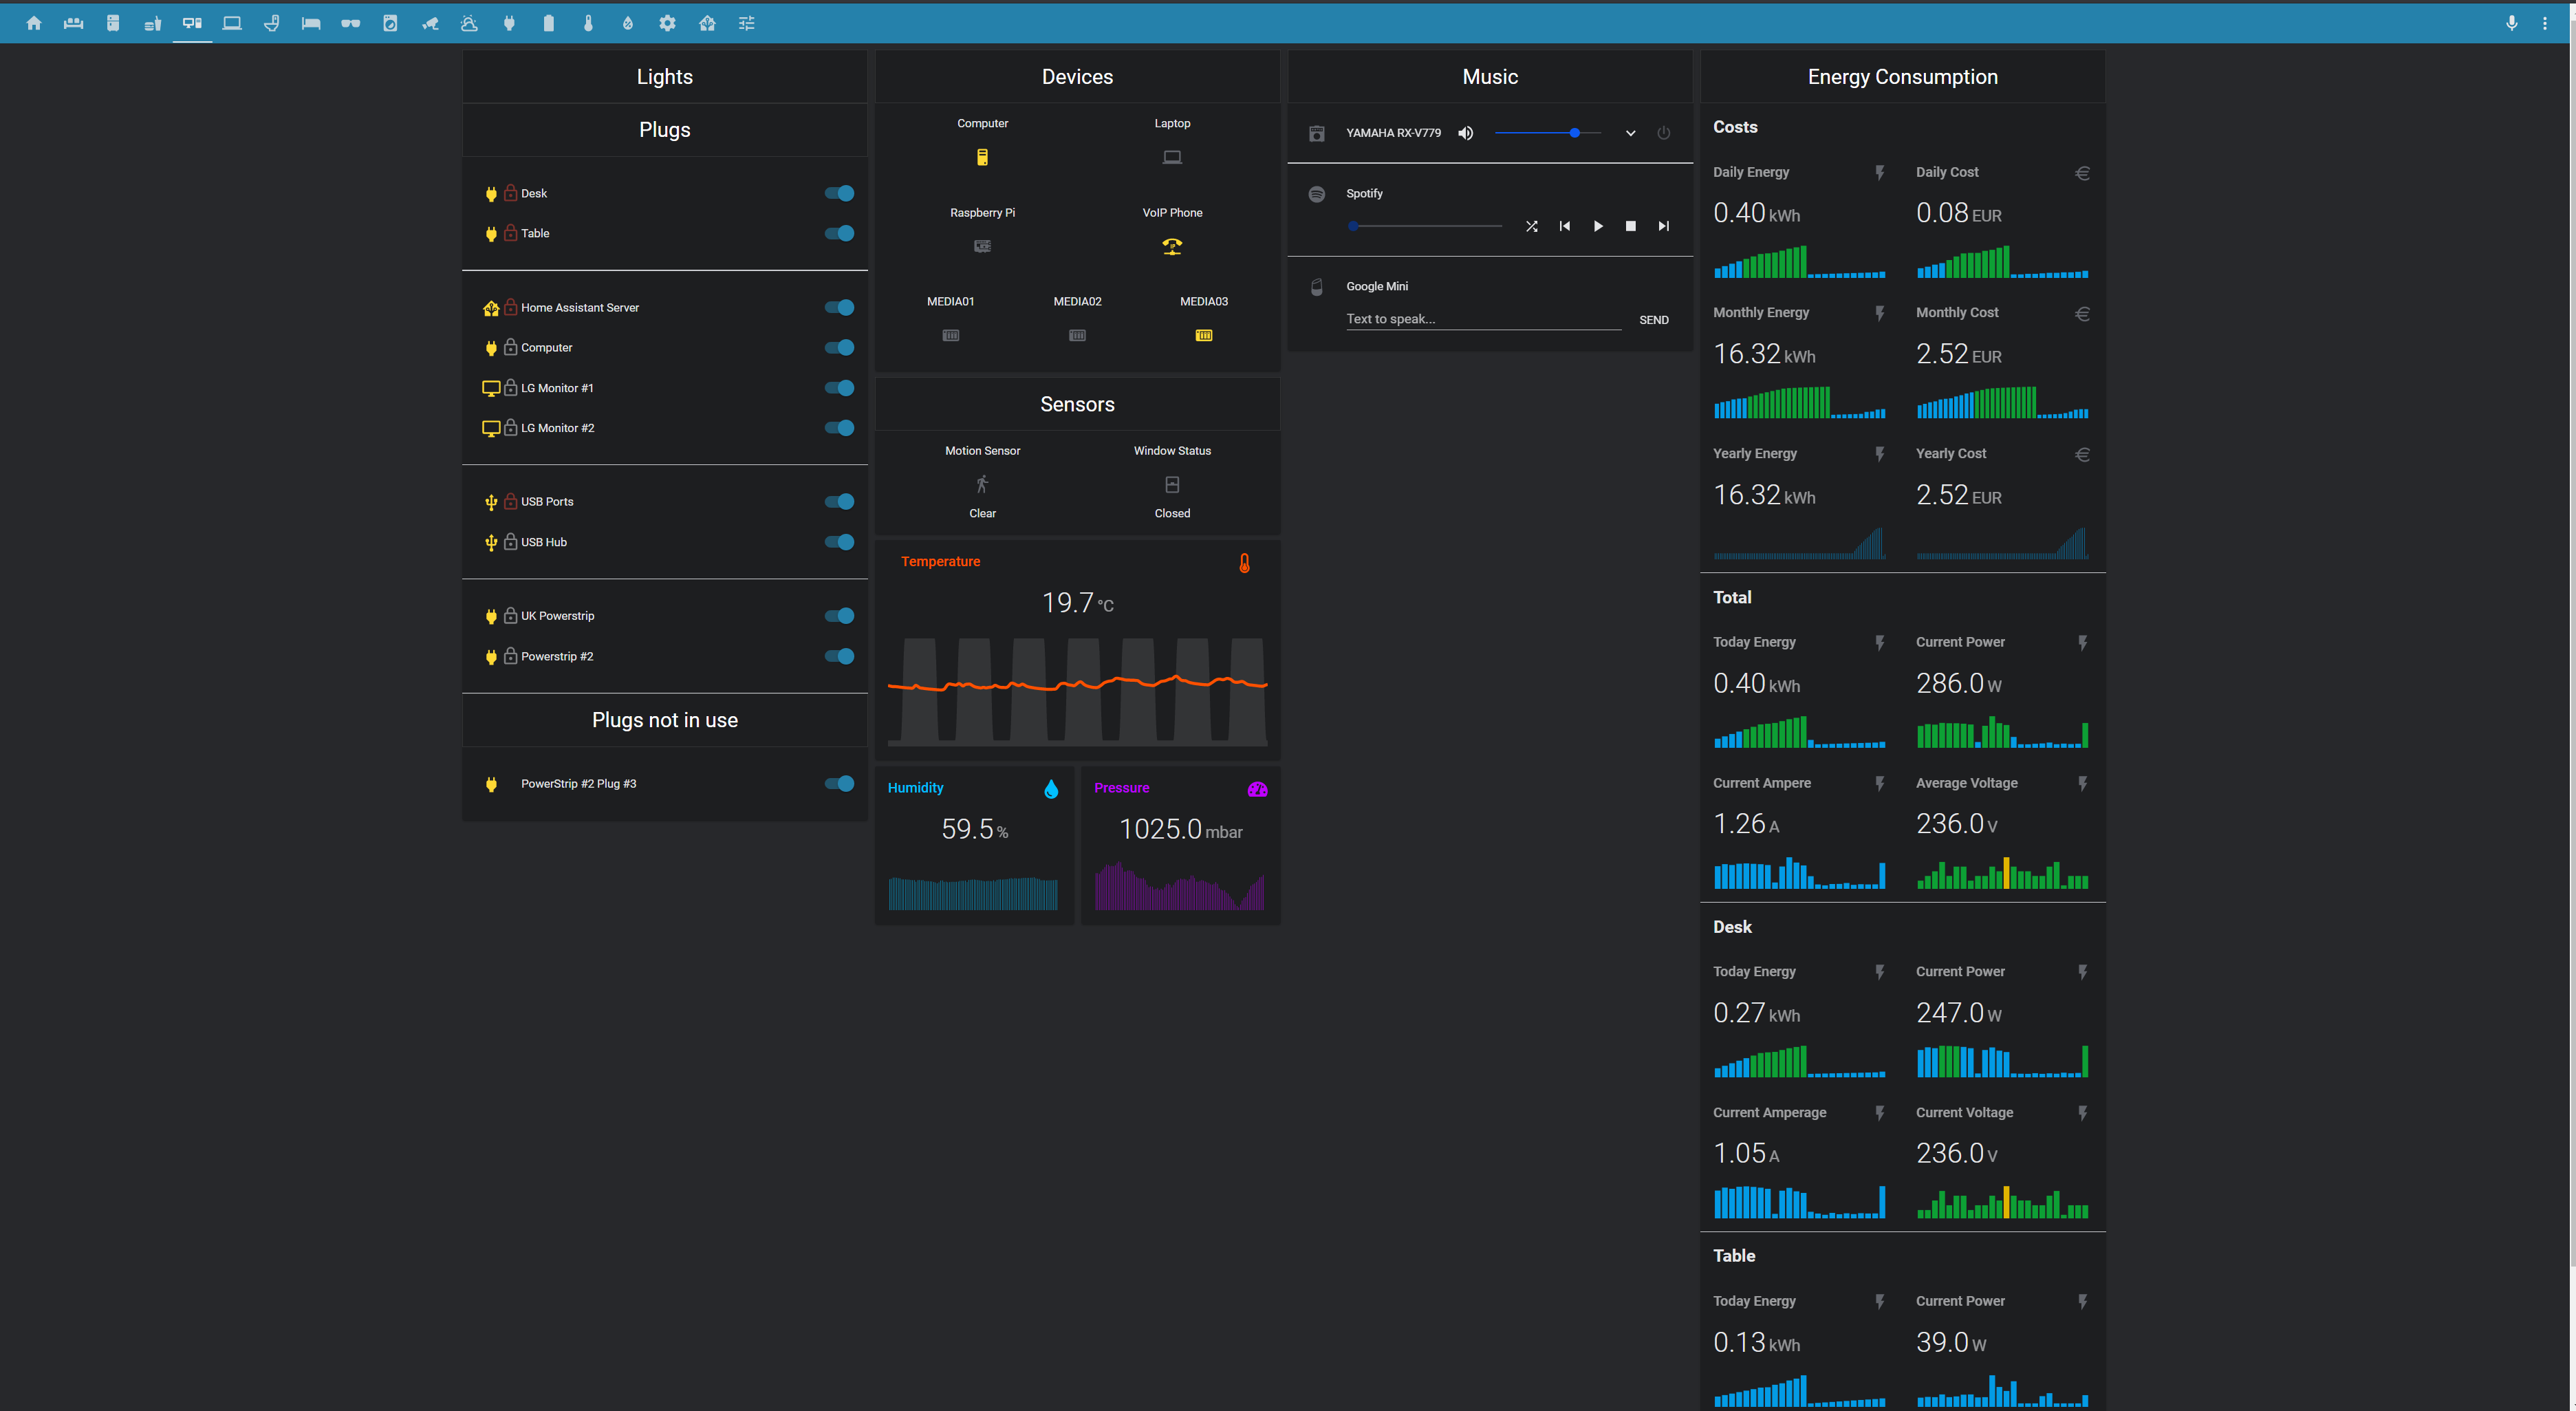 Lights
Plugs
Desk
Table
Home Assistant Server
Computer
LG Monitor #1
LG Monitor #2
USB Ports
USB Hub
UK Powerstrip
Powerstrip #2
Plugs not in use
PowerStrip #2 Plug #3
Devices
Computer Laptop
Raspberry Pi VoIP Phone
MEDIA01 MEDIA02 MEDIA03
Sensors
Motion Sensor Window Status
Clear Closed
Temperature
19.7 °C
Humidity
59.5 %
Pressure
1025.0 mbar
Music
YAMAHA RX-V779
Spotify
Google Mini
Text to speak... SEND
Energy Consumption
Costs
Daily Energy Daily Cost
0.40 kWh 0.08 EUR
Monthly Energy Monthly Cost
16.32 kWh 2.52 EUR
Yearly Energy Yearly Cost
16.32 kWh 2.52 EUR
Total
Today Energy Current Power
0.40 kWh 286.0 W
Current Ampere Average Voltage
1.26 A 236.0 V
Desk
Today Energy Current Power
0.27 kWh 247.0 W
Current Amperage Current Voltage
1.05 A 236.0 V
Table
Today Energy Current Power
0.13 kWh 39.0 W